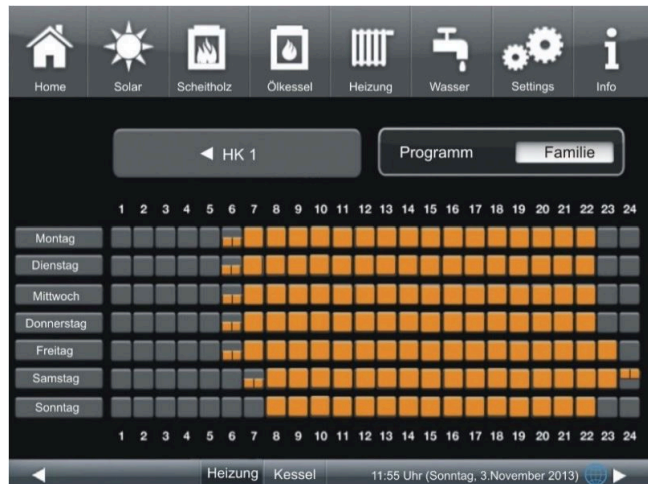 Home Solar Scheitholz Ölkessel Heizung Wasser Settings Info
HK 1 Programm Familie
1 2 3 4 5 6 7 8 9 10 11 12 13 14 15 16 17 18 19 20 21 22 23 24
Montag
Dienstag
Mittwoch
Donnerstag
Freitag
Samstag
Sonntag
1 2 3 4 5 6 7 8 9 10 11 12 13 14 15 16 17 18 19 20 21 22 23 24
Heizung Kessel 11:55 Uhr (Sonntag, 3.November 2013)